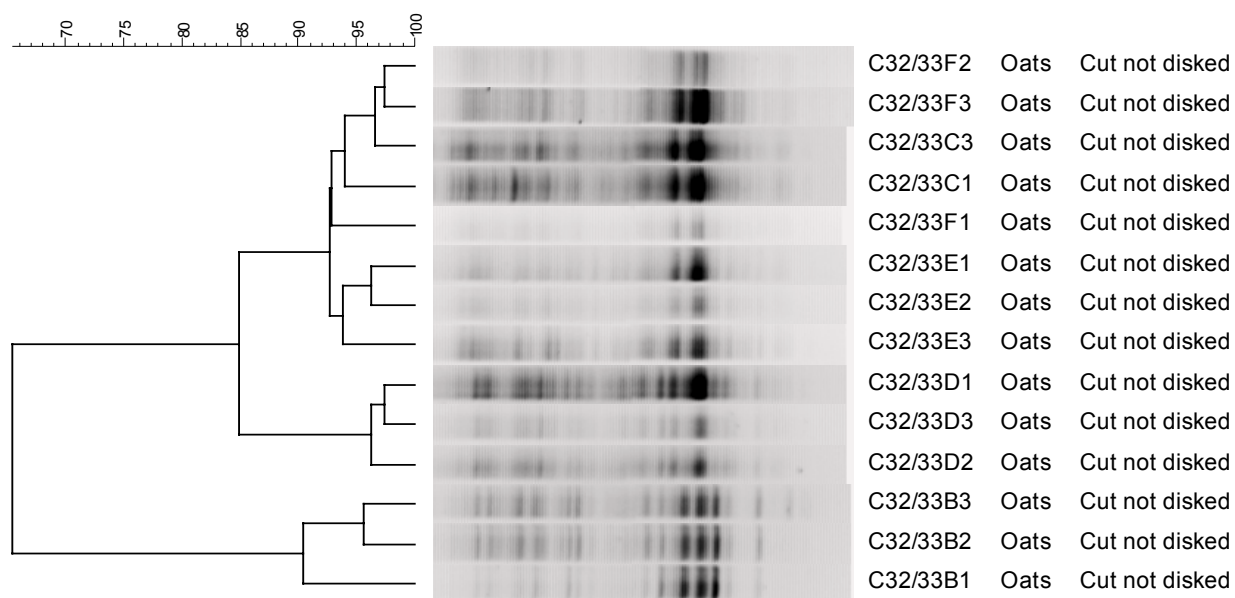 70 75 80 85 90 95 100
C32/33F2 Oats Cut not disked
C32/33F3 Oats Cut not disked
C32/33C3 Oats Cut not disked
C32/33C1 Oats Cut not disked
C32/33F1 Oats Cut not disked
C32/33E1 Oats Cut not disked
C32/33E2 Oats Cut not disked
C32/33E3 Oats Cut not disked
C32/33D1 Oats Cut not disked
C32/33D3 Oats Cut not disked
C32/33D2 Oats Cut not disked
C32/33B3 Oats Cut not disked
C32/33B2 Oats Cut not disked
C32/33B1 Oats Cut not disked